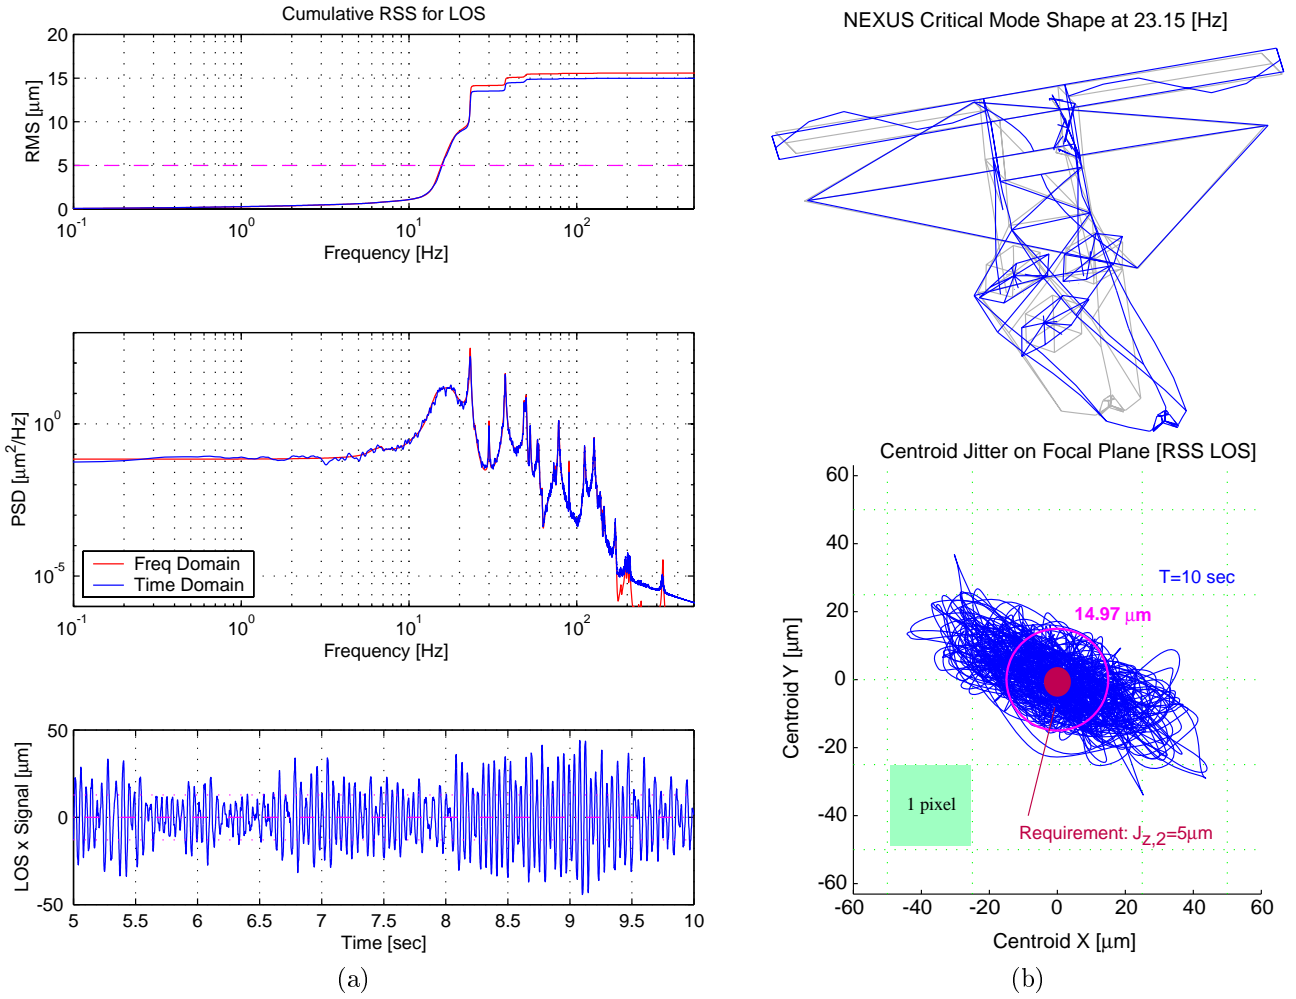 Cumulative RSS for LOS
RMS [μm]
20
15
10
5
0
10^-1
10^0
10^1
10^2
Frequency [Hz]
PSD [μm^2/Hz]
10^0
10^-5
Freq Domain
Time Domain
10^-1
10^0
10^1
10^2
Frequency [Hz]
LOS x Signal [μm]
50
0
-50
5
5.5
6
6.5
7
7.5
8
8.5
9
9.5
10
Time [sec]
(a)
NEXUS Critical Mode Shape at 23.15 [Hz]
Centroid Jitter on Focal Plane [RSS LOS]
Centroid Y [μm]
60
40
20
0
-20
-40
-60
T=10 sec
14.97 μm
1 pixel
Requirement: J_z,2=5μm
-60
-40
-20
0
20
40
60
Centroid X [μm]
(b)